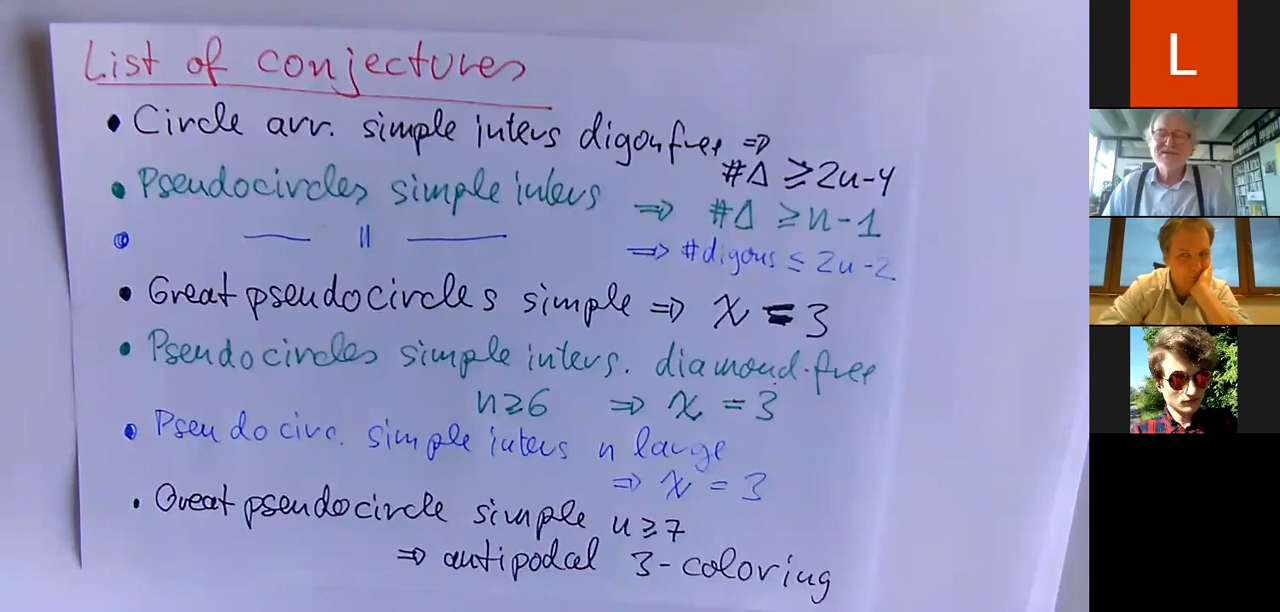 List of conjectures
• Circle arr. simple inters digonfree ⇒
#Δ ≥ 2n-4
• Pseudocircles simple inters ⇒ #Δ ≥ n-1
• — 〃 — ⇒ #digons ≤ 2n-2
• Great pseudocircles simple ⇒ χ = 3
• Pseudocircles simple inters. diamond-free
n≥6 ⇒ χ = 3
• Pseudocirc. simple inters n large
⇒ χ = 3
• Great pseudocircle simple n≥7
⇒ antipodal 3-coloring
L